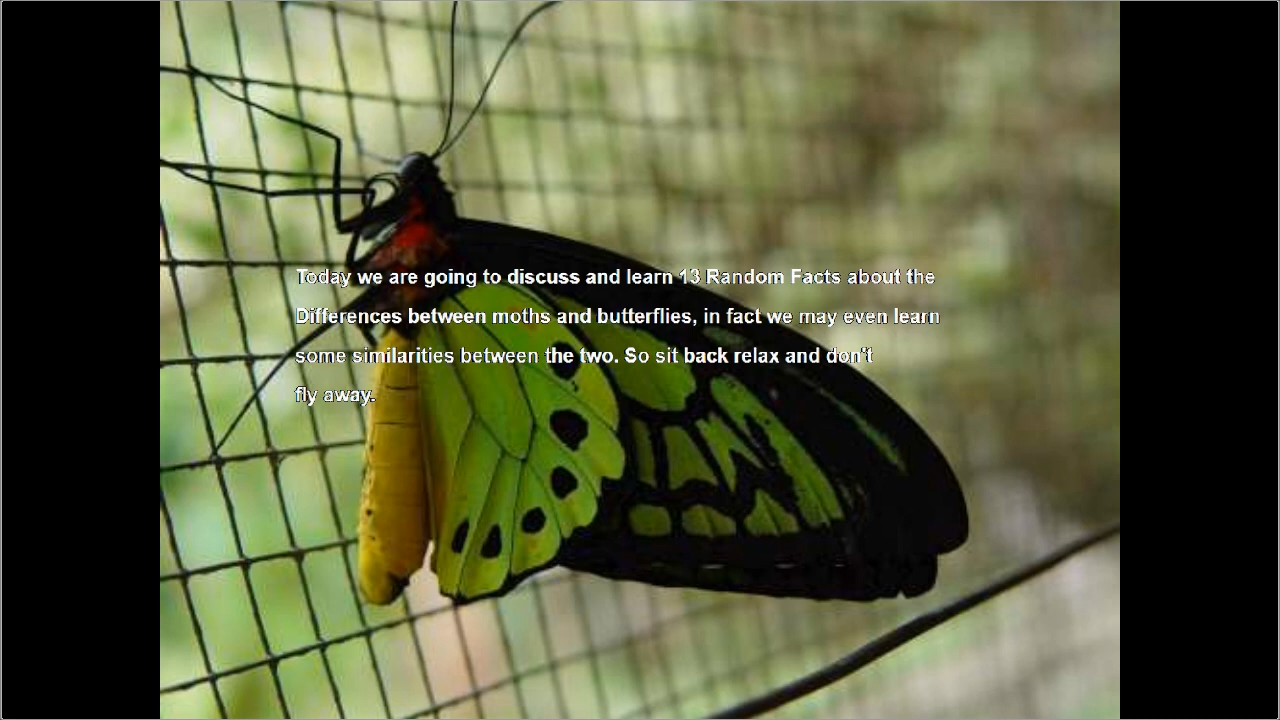 Today we are going to discuss and learn 13 Random Facts about the
Differences between moths and butterflies, in fact we may even learn
some similarities between the two. So sit back relax and don't
fly away.